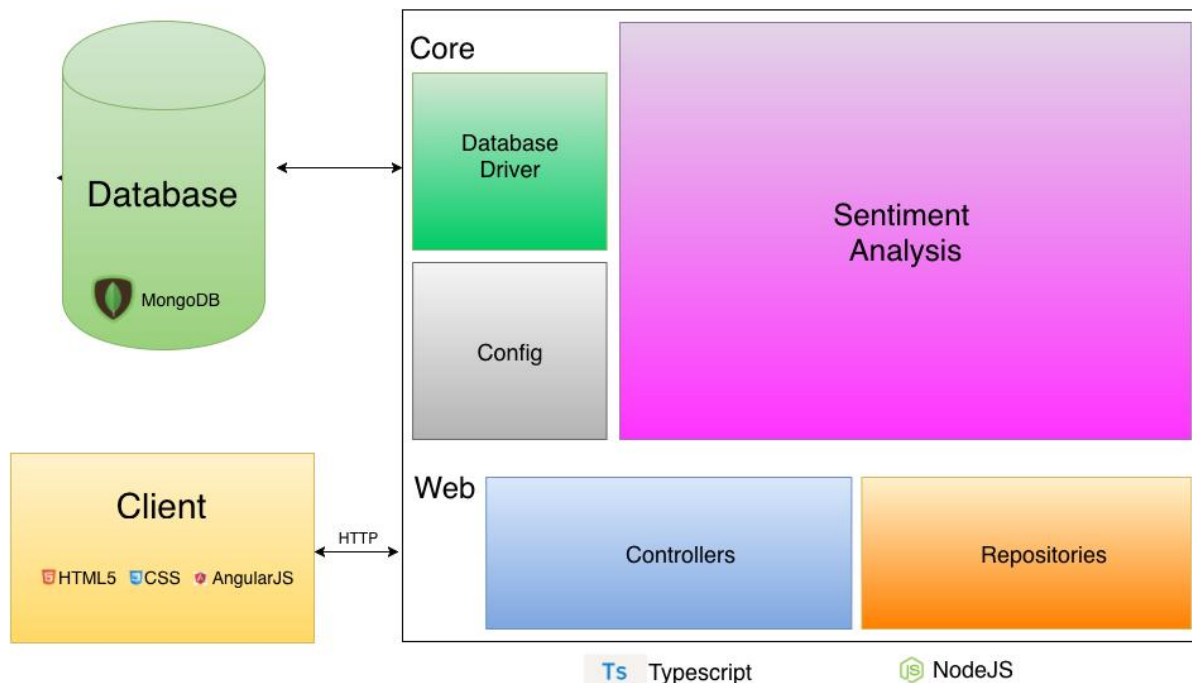 Core
Database
Driver
Sentiment
Analysis
Database
MongoDB
Config
Web
Client
HTTP
Controllers
Repositories
HTML5 CSS AngularJS
Ts Typescript
NodeJS